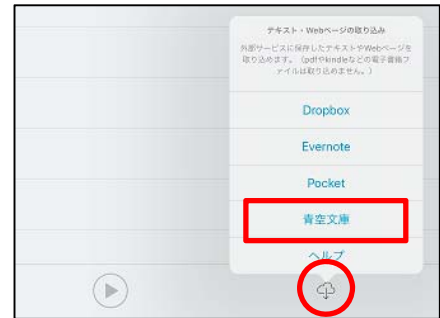 テキスト・Webページの取り込み
外部サービスに保存したテキストやWebページを
取り込めます。（pdfやkindleなどの電子書籍フ
ァイルは取り込めません。）
Dropbox
Evernote
Pocket
青空文庫
ヘルプ